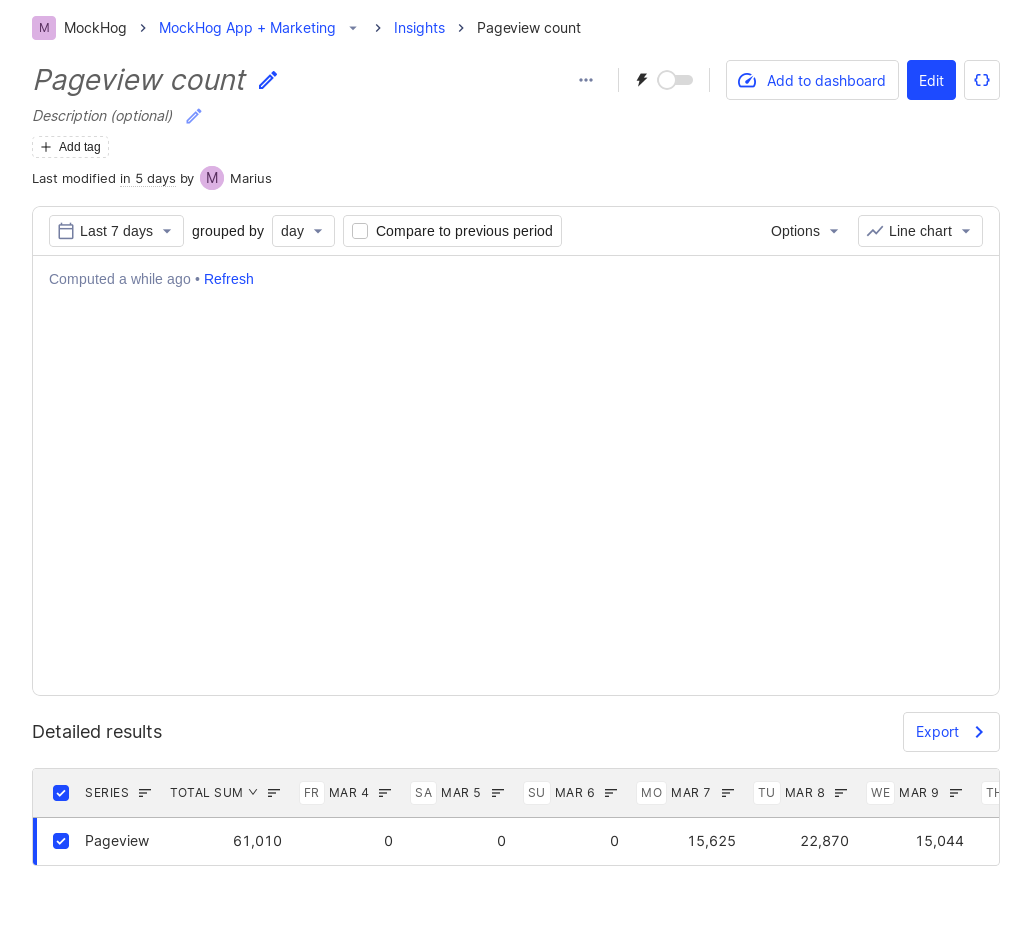 M MockHog MockHog App + Marketing Insights Pageview count
Pageview count Add to dashboard Edit
Description (optional)
Add tag
Last modified in 5 days by M Marius
Last 7 days grouped by day Compare to previous period Options Line chart
Computed a while ago • Refresh
Detailed results Export
SERIES TOTAL SUM FR MAR 4 SA MAR 5 SU MAR 6 MO MAR 7 TU MAR 8 WE MAR 9 TH
Pageview 61,010 0 0 0 15,625 22,870 15,044